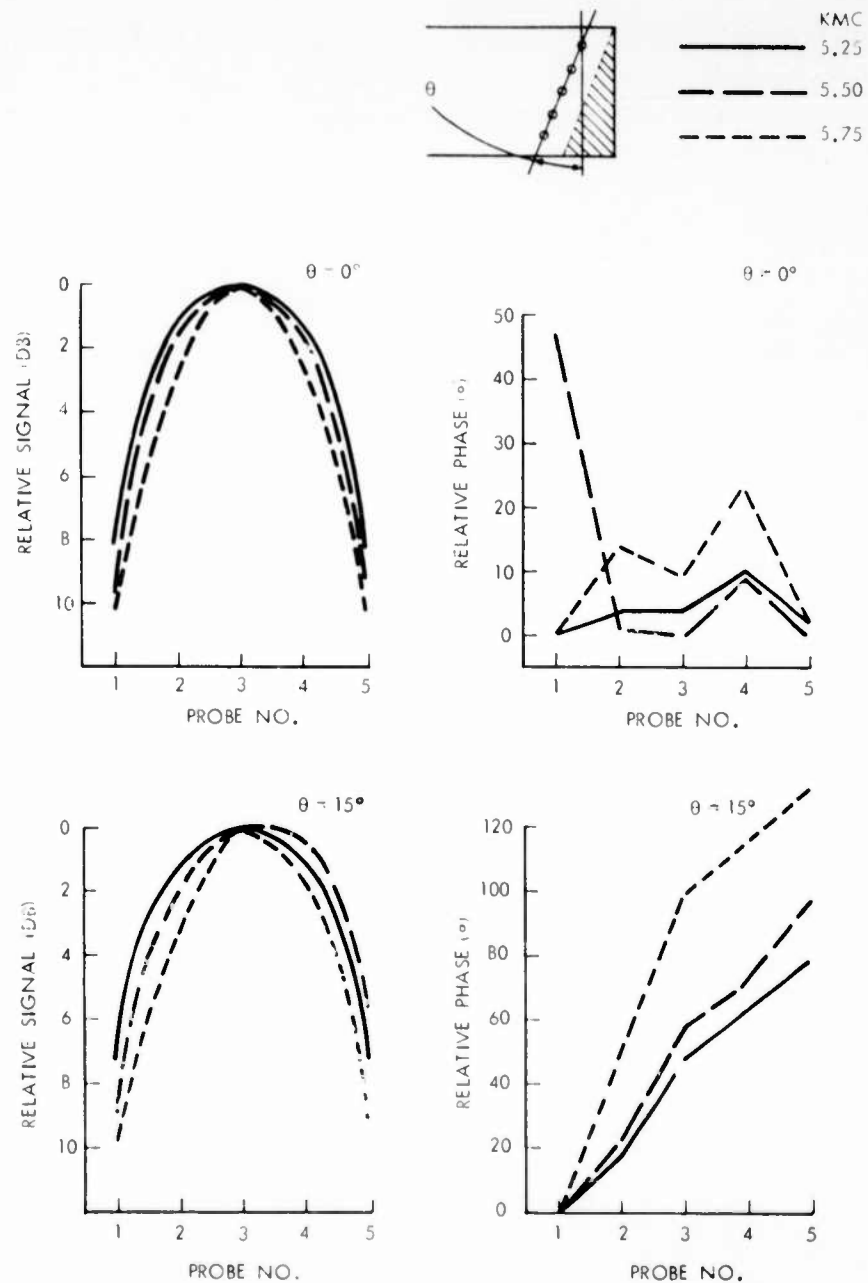 KMC
5.25
5.50
5.75
θ
θ = 0°
RELATIVE SIGNAL (DB)
0
2
4
6
8
10
1 2 3 4 5
PROBE NO.
θ = 0°
RELATIVE PHASE (°)
50
40
30
20
10
0
1 2 3 4 5
PROBE NO.
θ = 15°
RELATIVE SIGNAL (DB)
0
2
4
6
8
10
1 2 3 4 5
PROBE NO.
θ = 15°
RELATIVE PHASE (°)
120
100
80
60
40
20
0
1 2 3 4 5
PROBE NO.